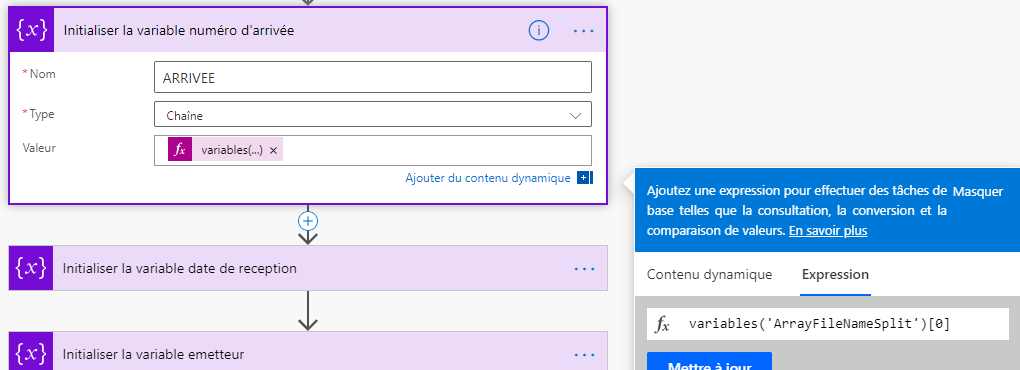 {x} Initialiser la variable numéro d'arrivée i ...
* Nom ARRIVEE
* Type Chaîne
Valeur fx variables(...) ×
Ajouter du contenu dynamique
{x} Initialiser la variable date de reception ...
{x} Initialiser la variable emetteur ...
Ajoutez une expression pour effectuer des tâches de Masquer
base telles que la consultation, la conversion et la
comparaison de valeurs. En savoir plus
Contenu dynamique Expression
fx variables('ArrayFileNameSplit')[0]
Mettre à jour